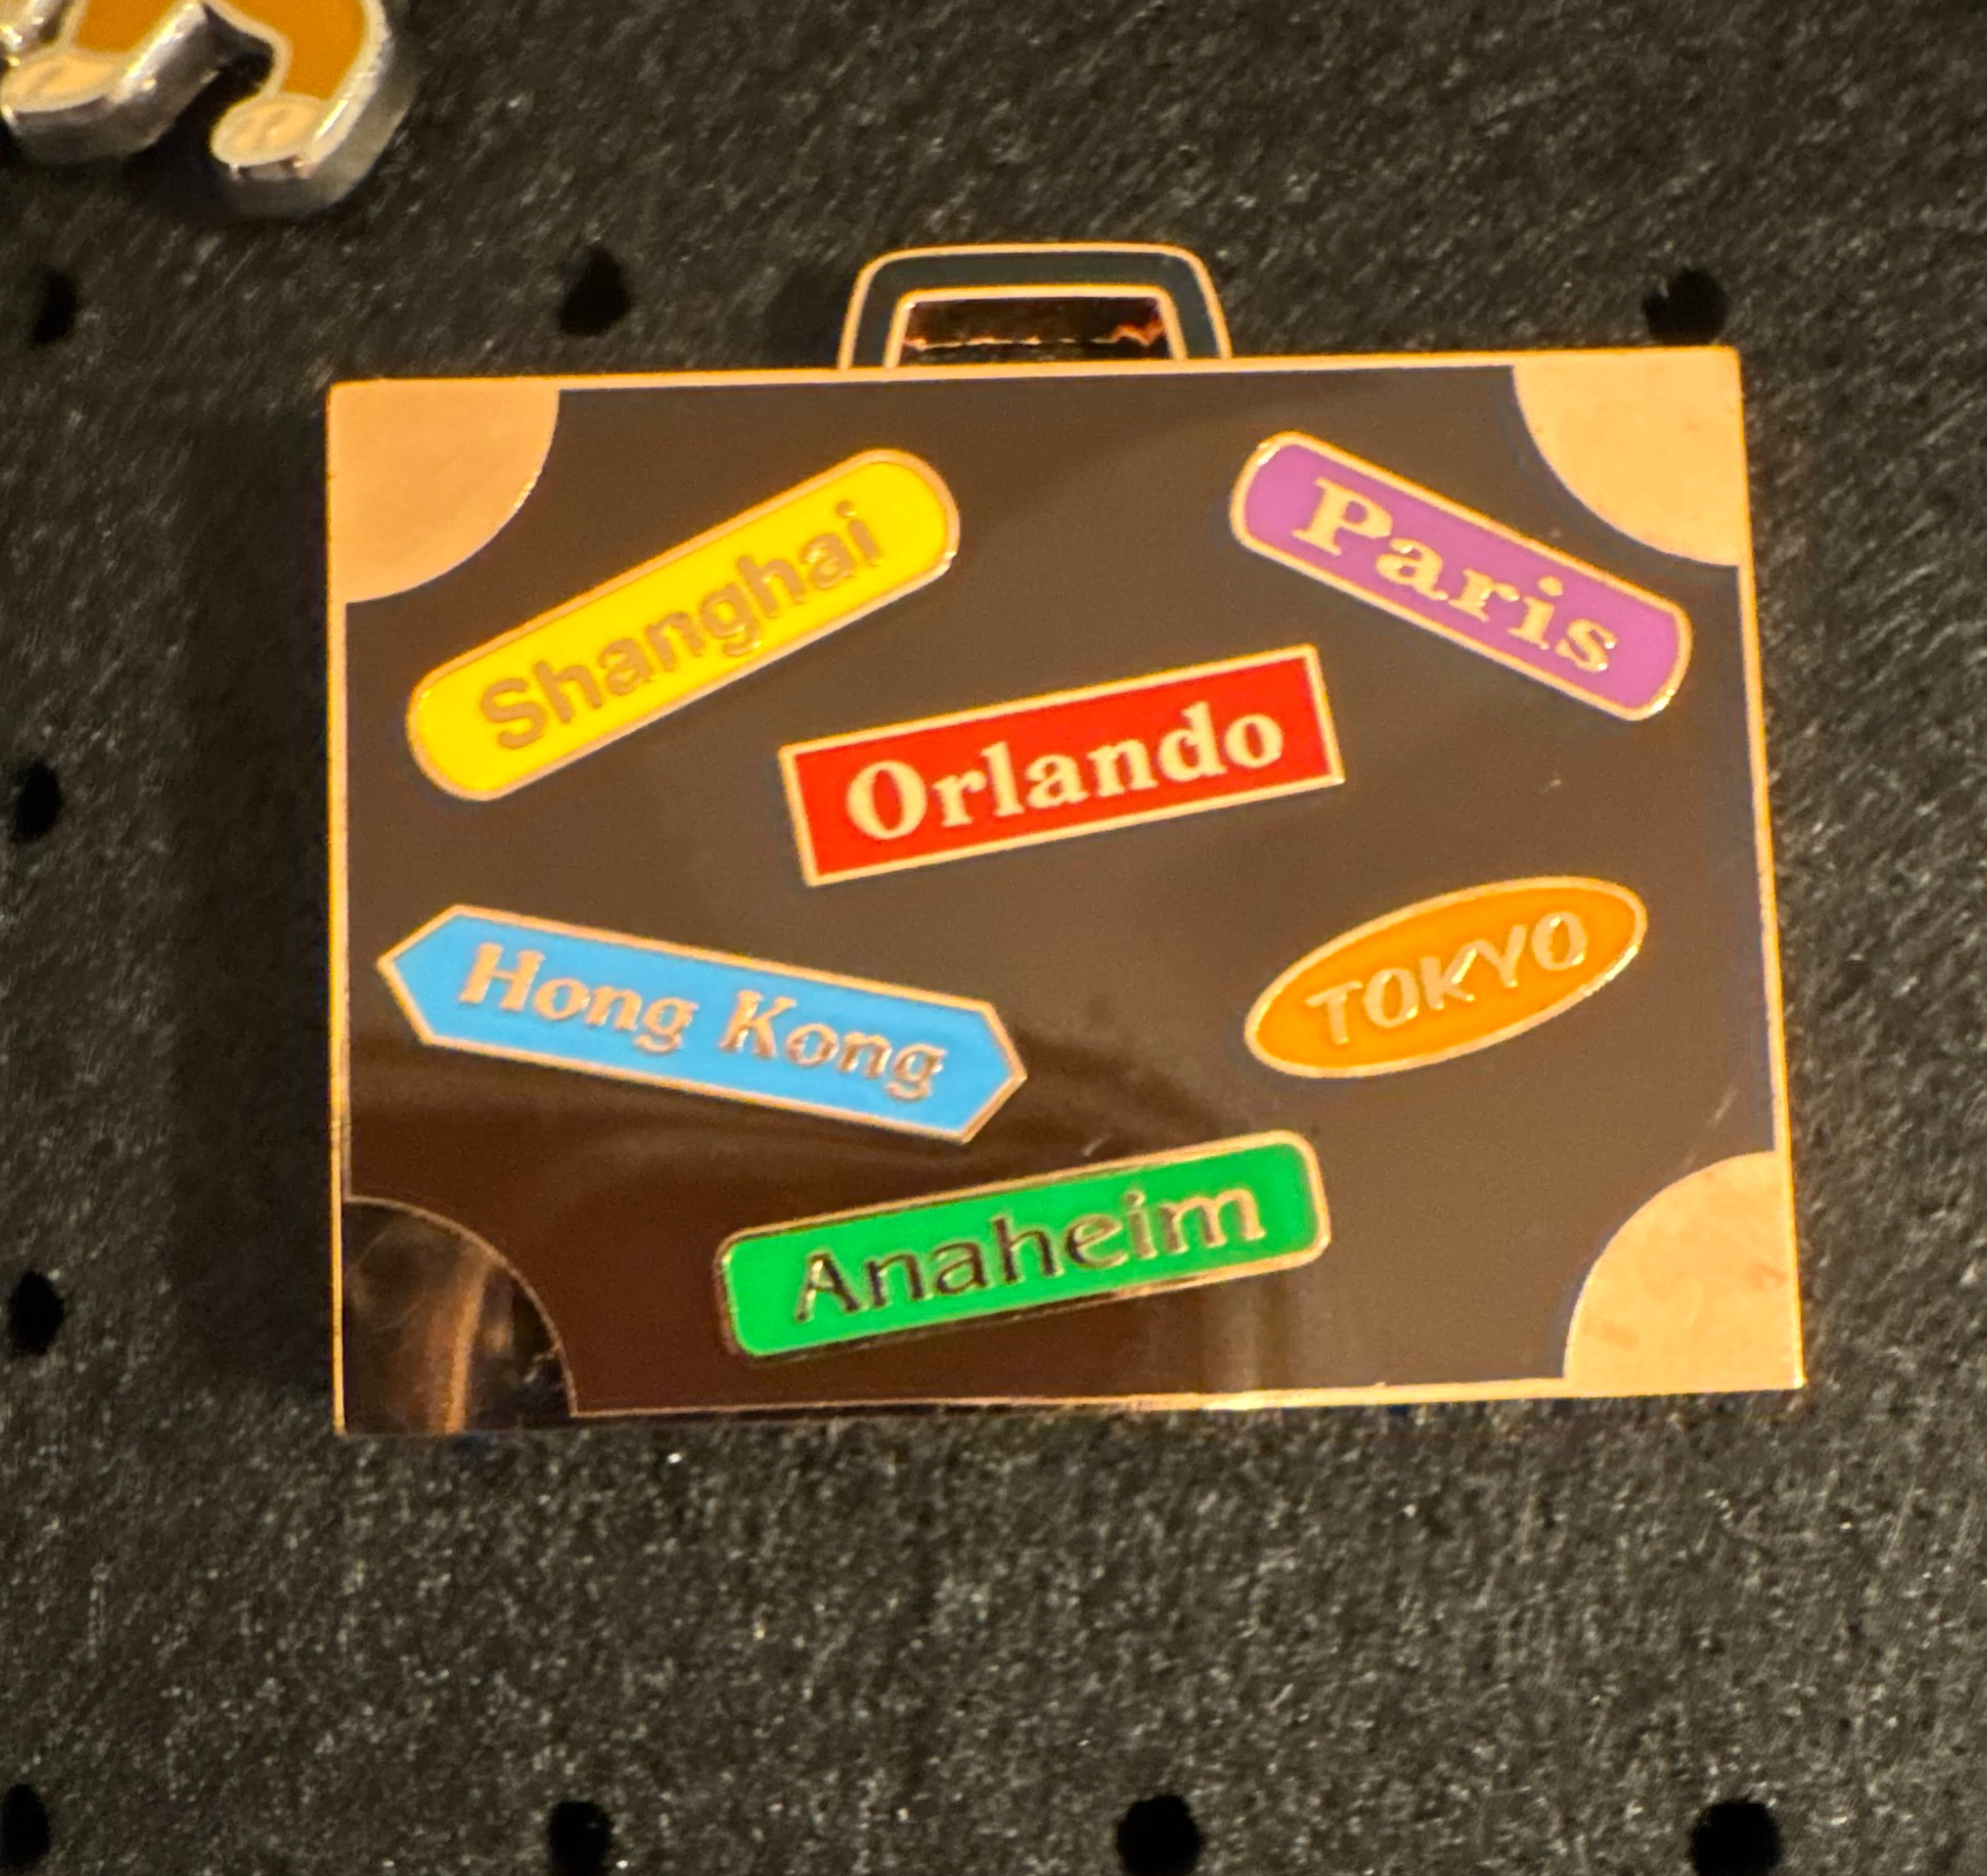 Shanghai
Paris
Orlando
Hong Kong
TOKYO
Anaheim